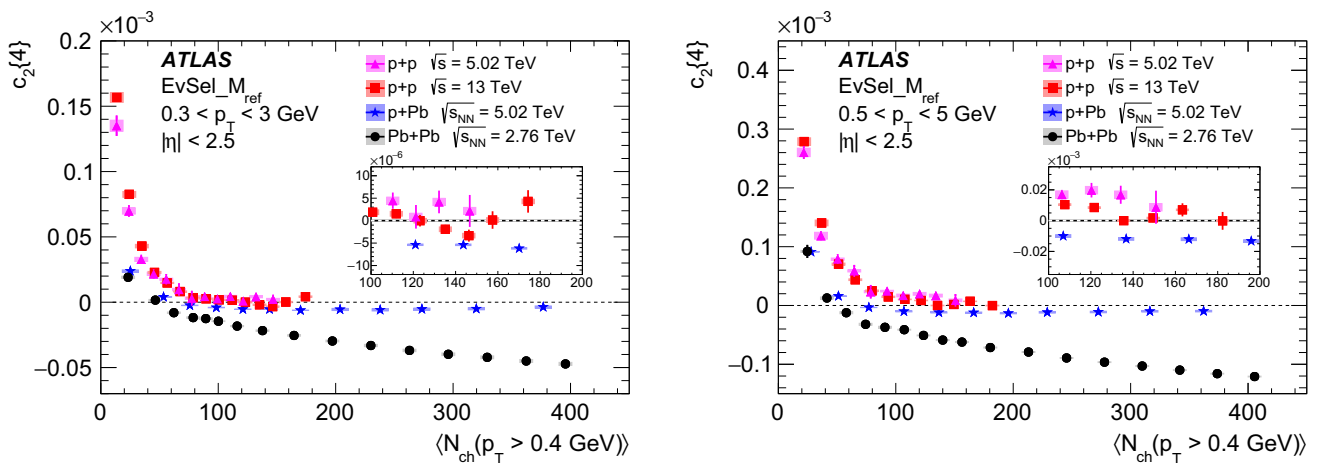 ×10⁻³
c₂{4}
0.2
0.15
0.1
0.05
0
−0.05
ATLAS
EvSel_M_ref
0.3 < p_T < 3 GeV
|η| < 2.5
p+p √s = 5.02 TeV
p+p √s = 13 TeV
p+Pb √s_NN = 5.02 TeV
Pb+Pb √s_NN = 2.76 TeV
×10⁻⁶
10
5
0
−5
−10
100 120 140 160 180 200
0 100 200 300 400
⟨N_ch(p_T > 0.4 GeV)⟩
×10⁻³
c₂{4}
0.5
0.4
0.3
0.2
0.1
0
−0.1
ATLAS
EvSel_M_ref
0.5 < p_T < 5 GeV
|η| < 2.5
p+p √s = 5.02 TeV
p+p √s = 13 TeV
p+Pb √s_NN = 5.02 TeV
Pb+Pb √s_NN = 2.76 TeV
×10⁻³
0.02
0
−0.02
100 120 140 160 180 200
0 100 200 300 400
⟨N_ch(p_T > 0.4 GeV)⟩